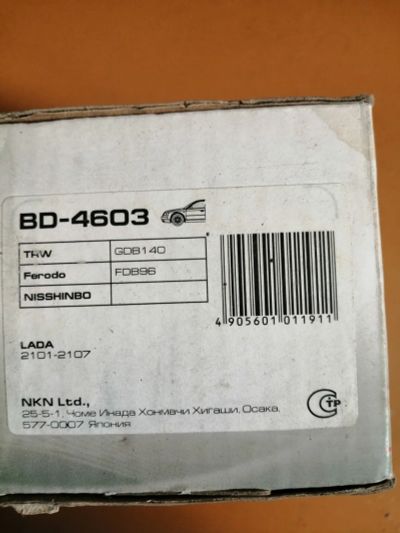 BD-4603
TRW GDB140
Ferodo FDB96
NISSHINBO
4 905601 011911
LADA
2101-2107
NKN Ltd.,
25-5-1, Чоме Инада Хонмачи Хигаши, Осака,
577-0007 Япония
СТР